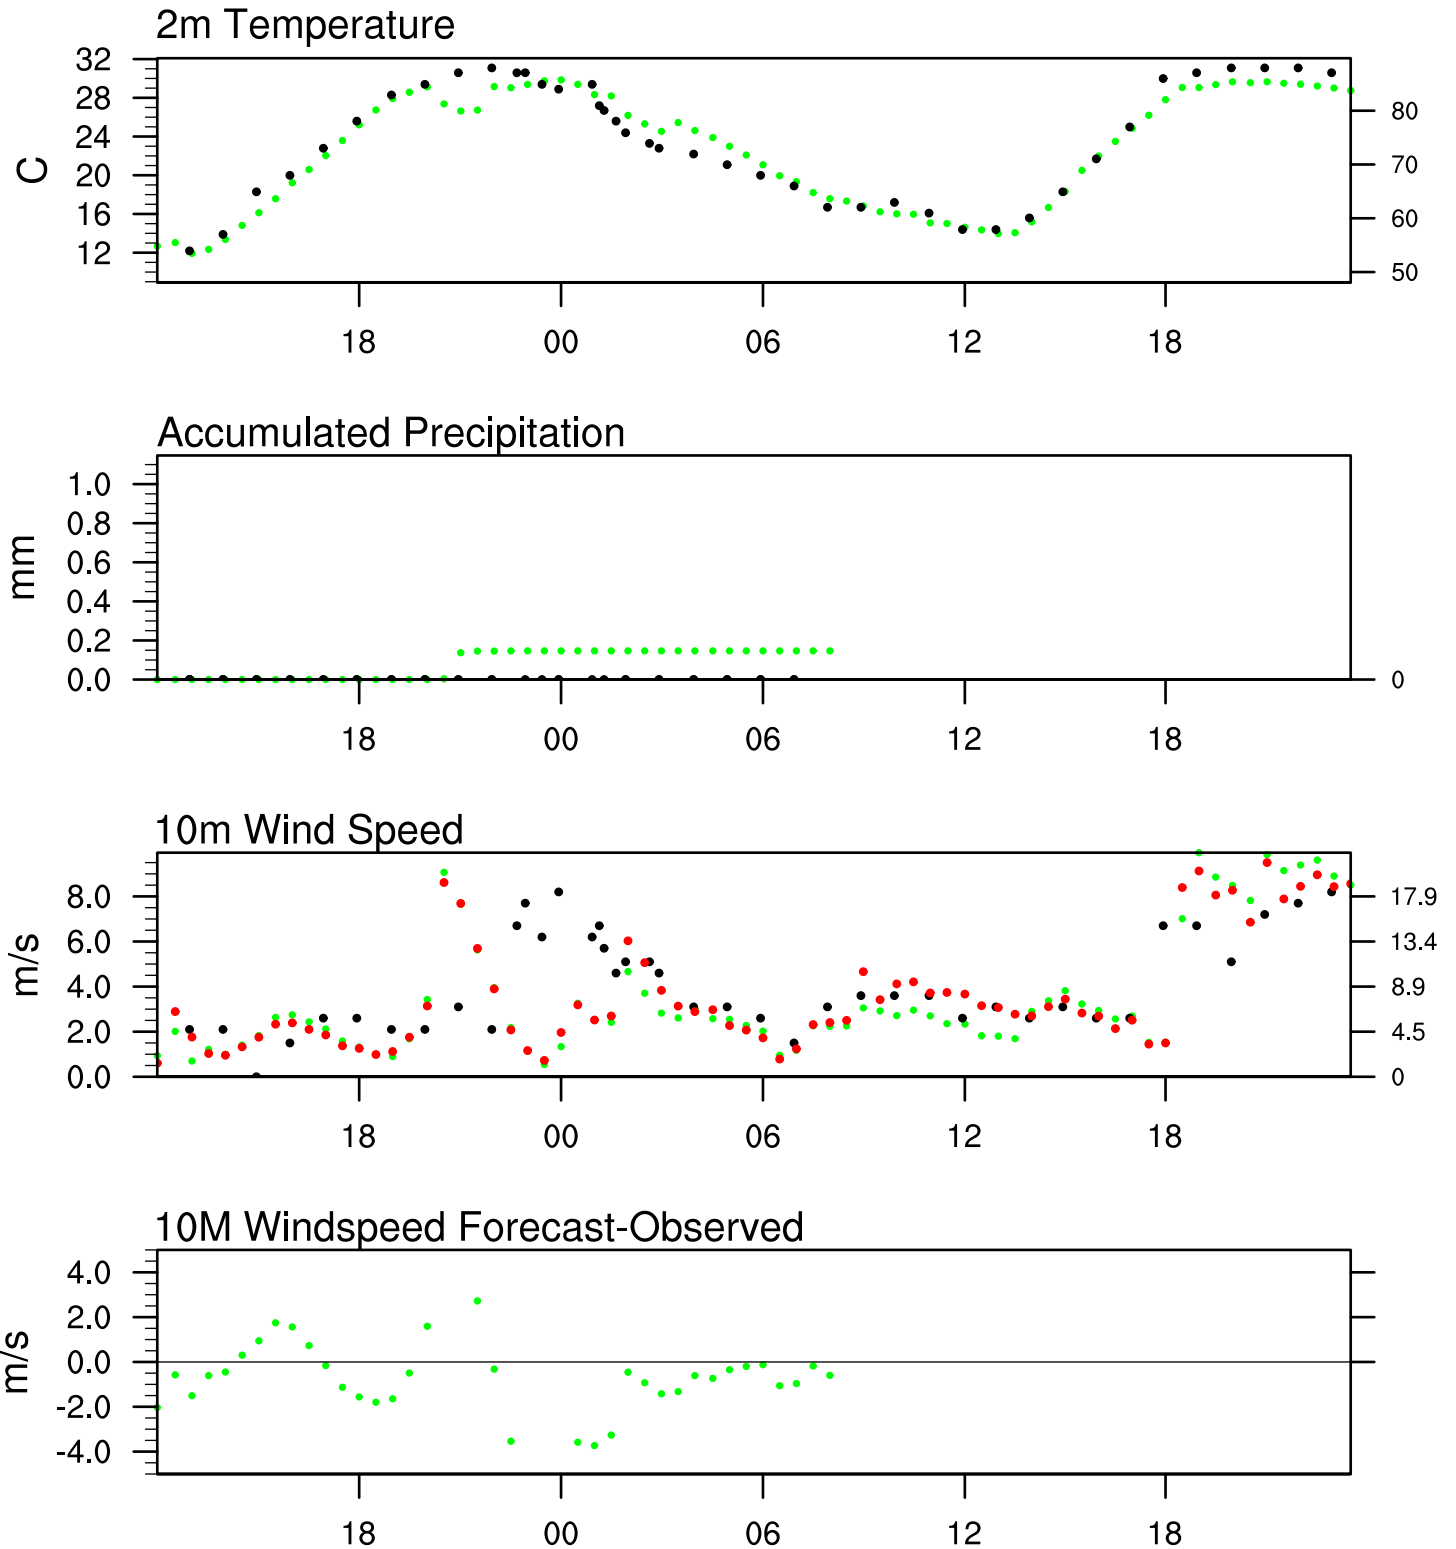 2m Temperature
32
28
24
20
16
12
C
80
70
60
50
18 00 06 12 18
Accumulated Precipitation
1.0
0.8
0.6
0.4
0.2
0.0
mm
0
18 00 06 12 18
10m Wind Speed
8.0
6.0
4.0
2.0
0.0
m/s
17.9
13.4
8.9
4.5
0
18 00 06 12 18
10M Windspeed Forecast-Observed
4.0
2.0
0.0
-2.0
-4.0
m/s
18 00 06 12 18